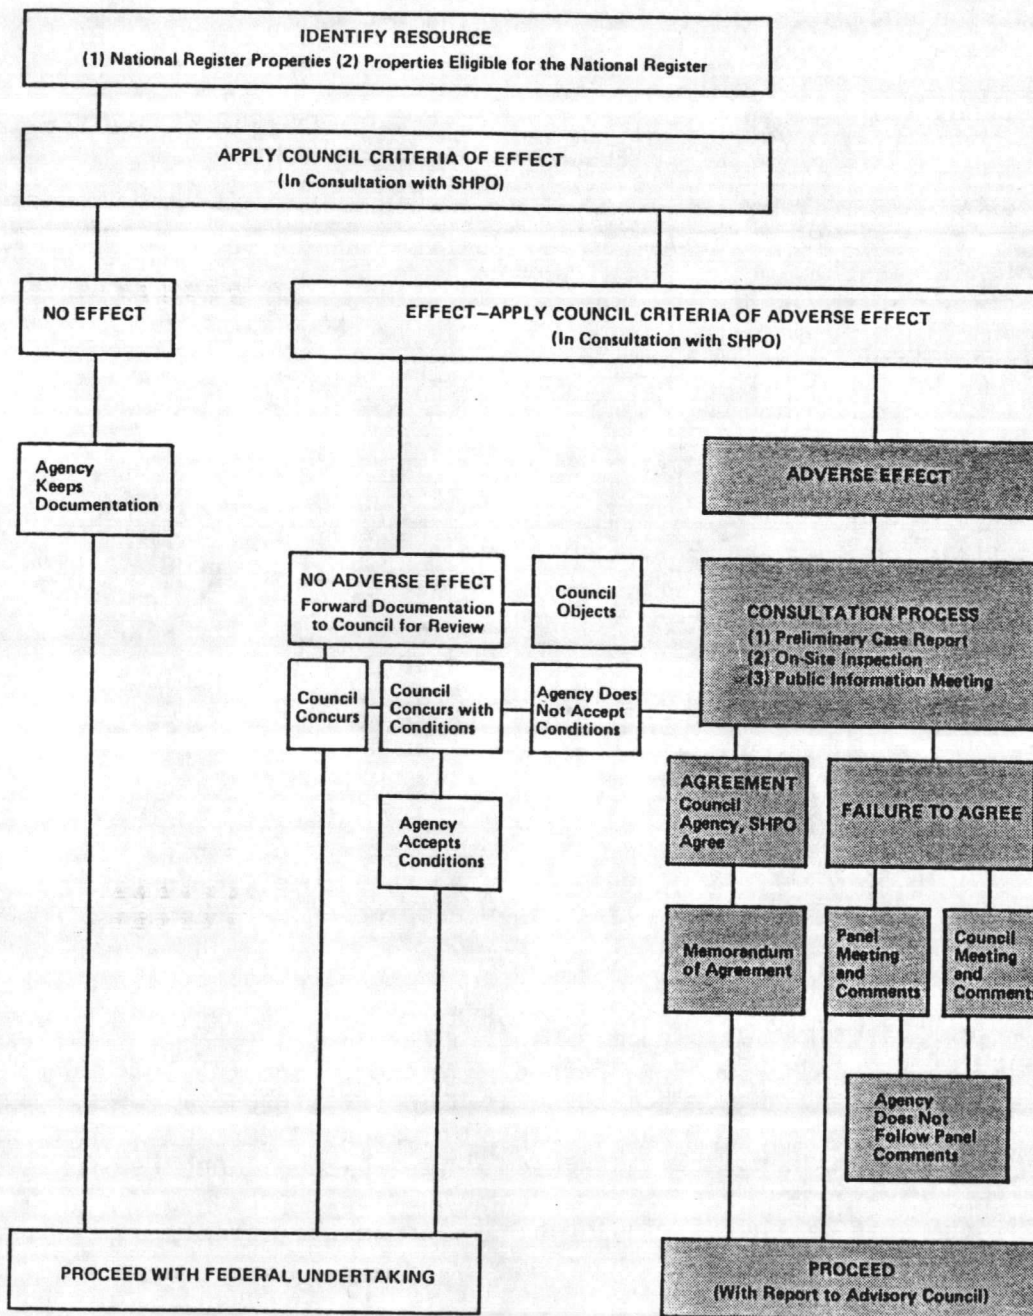 IDENTIFY RESOURCE
(1) National Register Properties (2) Properties Eligible for the National Register
APPLY COUNCIL CRITERIA OF EFFECT
(In Consultation with SHPO)
NO EFFECT
EFFECT—APPLY COUNCIL CRITERIA OF ADVERSE EFFECT
(In Consultation with SHPO)
Agency
Keeps
Documentation
ADVERSE EFFECT
NO ADVERSE EFFECT
Forward Documentation
to Council for Review
Council
Objects
CONSULTATION PROCESS
(1) Preliminary Case Report
(2) On-Site Inspection
(3) Public Information Meeting
Council
Concurs
Council
Concurs with
Conditions
Agency Does
Not Accept
Conditions
AGREEMENT
Council
Agency, SHPO
Agree
FAILURE TO AGREE
Agency
Accepts
Conditions
Memorandum
of Agreement
Panel
Meeting
and
Comments
Council
Meeting
and
Comments
Agency
Does Not
Follow Panel
Comments
PROCEED WITH FEDERAL UNDERTAKING
PROCEED
(With Report to Advisory Council)